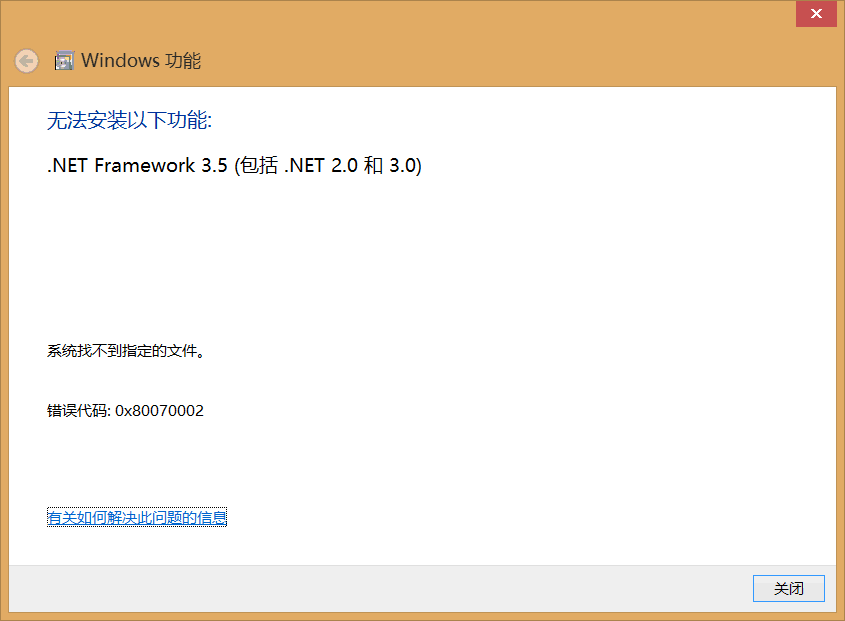 Windows 功能
无法安装以下功能:
.NET Framework 3.5 (包括 .NET 2.0 和 3.0)
系统找不到指定的文件。
错误代码: 0x80070002
有关如何解决此问题的信息
关闭